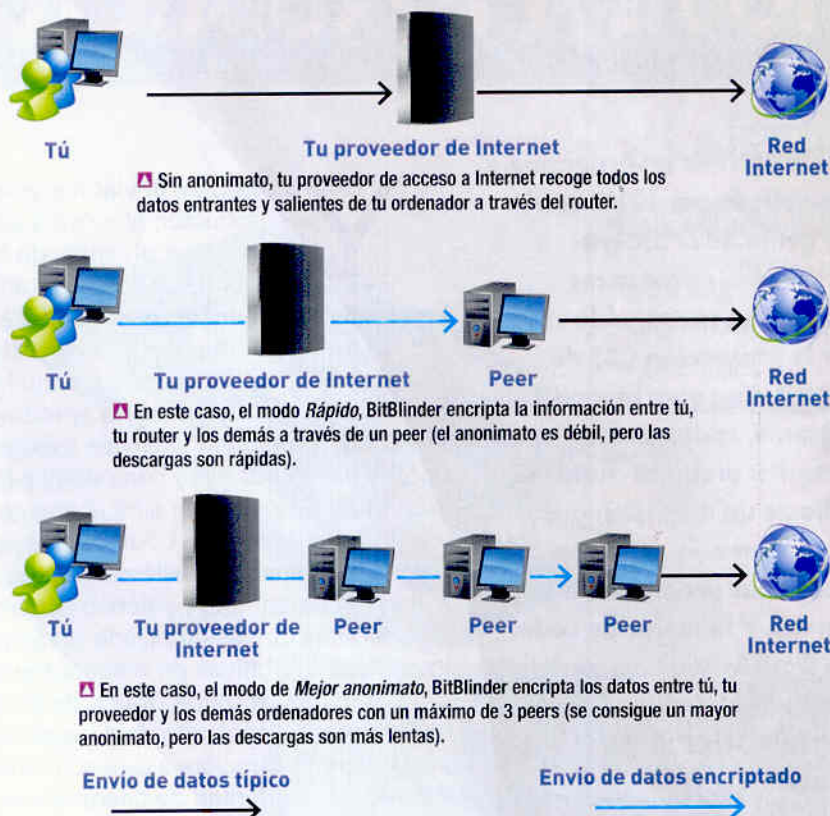 Tú
Tu proveedor de Internet
Red
Internet
Sin anonimato, tu proveedor de acceso a Internet recoge todos los
datos entrantes y salientes de tu ordenador a través del router.
Tú
Tu proveedor de Internet
Peer
Red
Internet
En este caso, el modo Rápido, BitBlinder encripta la información entre tú,
tu router y los demás a través de un peer (el anonimato es débil, pero las
descargas son rápidas).
Tú
Tu proveedor de
Internet
Peer
Peer
Peer
Red
Internet
En este caso, el modo de Mejor anonimato, BitBlinder encripta los datos entre tú, tu
proveedor y los demás ordenadores con un máximo de 3 peers (se consigue un mayor
anonimato, pero las descargas son más lentas).
Envío de datos típico
Envío de datos encriptado